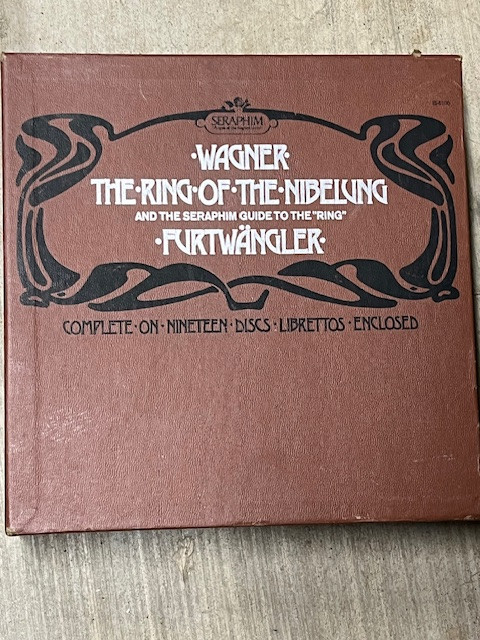 SERAPHIM
·WAGNER·
THE·RING·OF·THE·NIBELUNG
AND THE SERAPHIM GUIDE TO THE "RING"
·FURTWÄNGLER·
COMPLETE·ON·NINETEEN·DISCS·LIBRETTOS·ENCLOSED